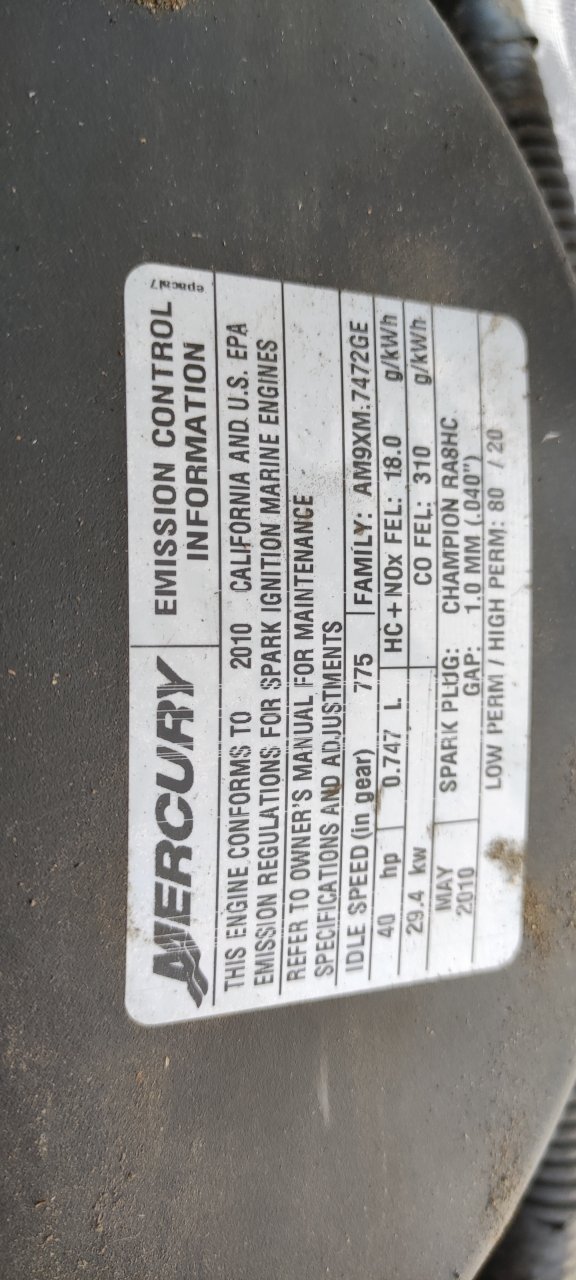 MERCURY EMISSION CONTROL INFORMATION epacal7
THIS ENGINE CONFORMS TO 2010 CALIFORNIA AND U.S. EPA
EMISSION REGULATIONS FOR SPARK IGNITION MARINE ENGINES
REFER TO OWNER'S MANUAL FOR MAINTENANCE
SPECIFICATIONS AND ADJUSTMENTS
IDLE SPEED (in gear) 775 FAMILY: AM9XM.7472GE
40 hp 0.747 L HC+NOx FEL: 18.0 g/kWh
29.4 kw CO FEL: 310 g/kWh
MAY SPARK PLUG: CHAMPION RA8HC
2010 GAP: 1.0 MM (.040")
LOW PERM / HIGH PERM: 80 / 20